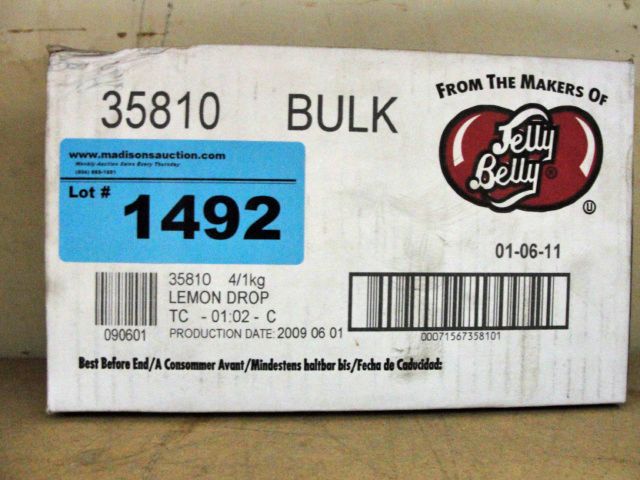 35810 BULK
FROM THE MAKERS OF
Jelly
Belly®
www.madisonsauction.com
Weekly Auction Sales Every Thursday
Lot #
1492
01-06-11
35810 4/1kg
LEMON DROP
TC - 01:02 - C
PRODUCTION DATE: 2009 06 01
090601
00071567358101
Best Before End/A Consommer Avant/Mindestens haltbar bis/Fecha de Caducidad: